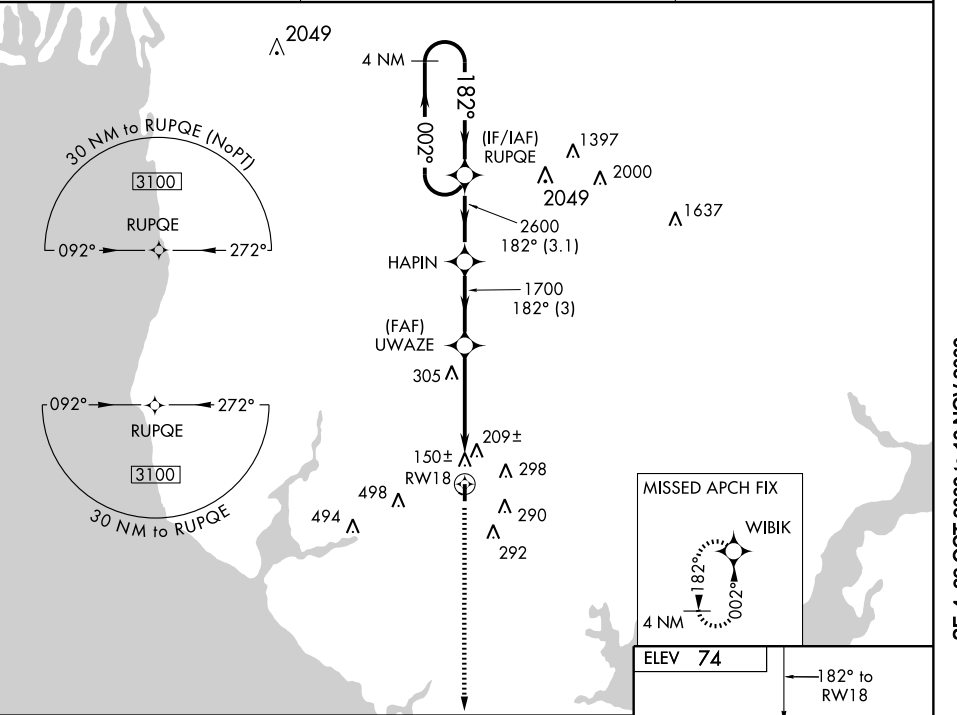 2049
4 NM
182°
002°
(IF/IAF)
RUPQE
1397
2049
2000
1637
30 NM to RUPQE (NoPT)
3100
RUPQE
092°
272°
2600
182° (3.1)
HAPIN
1700
182° (3)
(FAF)
UWAZE
305
092°
272°
RUPQE
3100
30 NM to RUPQE
209±
150±
RW18
298
498
290
494
292
MISSED APCH FIX
WIBIK
182°
002°
4 NM
ELEV 74
182° to
RW18